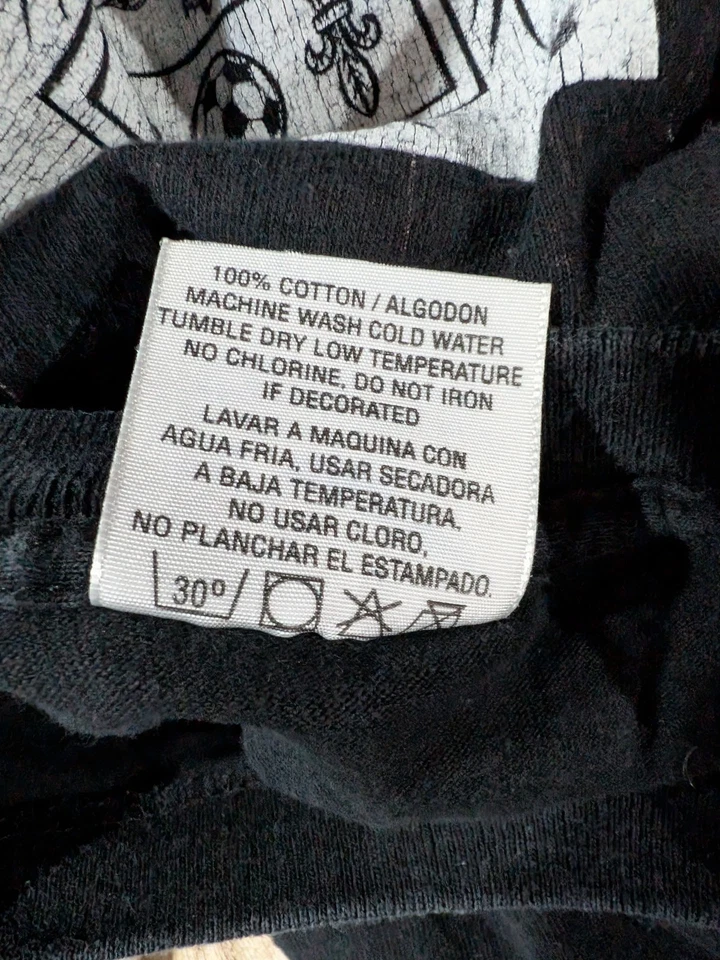 100% COTTON / ALGODON
MACHINE WASH COLD WATER
TUMBLE DRY LOW TEMPERATURE
NO CHLORINE, DO NOT IRON
IF DECORATED
LAVAR A MAQUINA CON
AGUA FRIA, USAR SECADORA
A BAJA TEMPERATURA.
NO USAR CLORO,
NO PLANCHAR EL ESTAMPADO.
30º